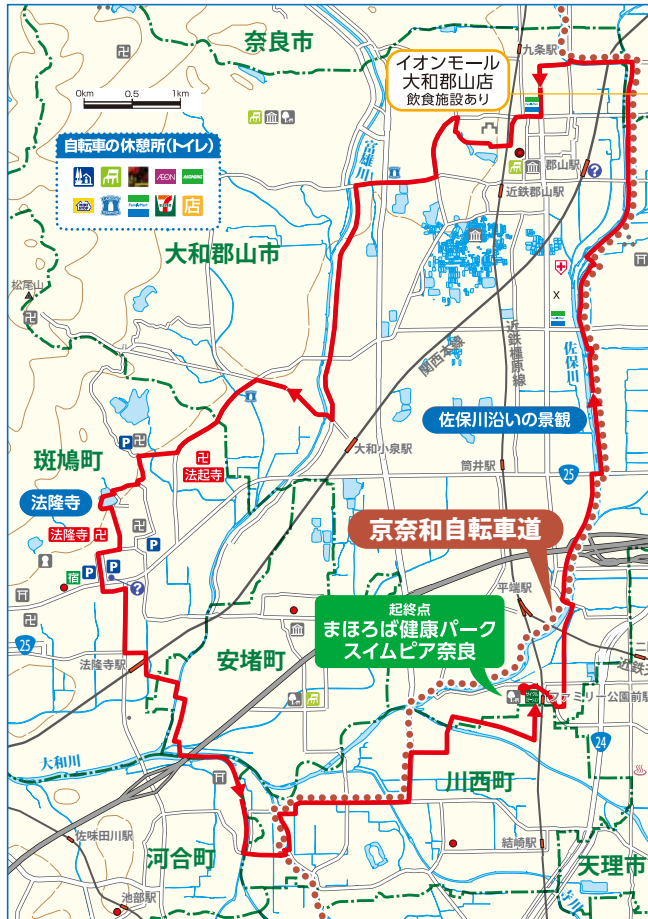 奈良市
九条駅
イオンモール
大和郡山店
飲食施設あり
0km 0.5 1km
自転車の休憩所(トイレ)
AEON
FamilyMart
店
富雄川
郡山駅
近鉄郡山駅
大和郡山市
松尾山
X
関西本線
近鉄橿原線
佐保川
佐保川沿いの景観
大和小泉駅
筒井駅
25
斑鳩町
P
法起寺
法隆寺
法隆寺
P
P
P
宿
京奈和自転車道
平端駅
起終点
まほろば健康パーク
スイムピア奈良
25
法隆寺駅
安堵町
ファミリー公園前駅
24
大和川
川西町
佐味田川駅
河合町
結崎駅
天理市
池部駅
寺川